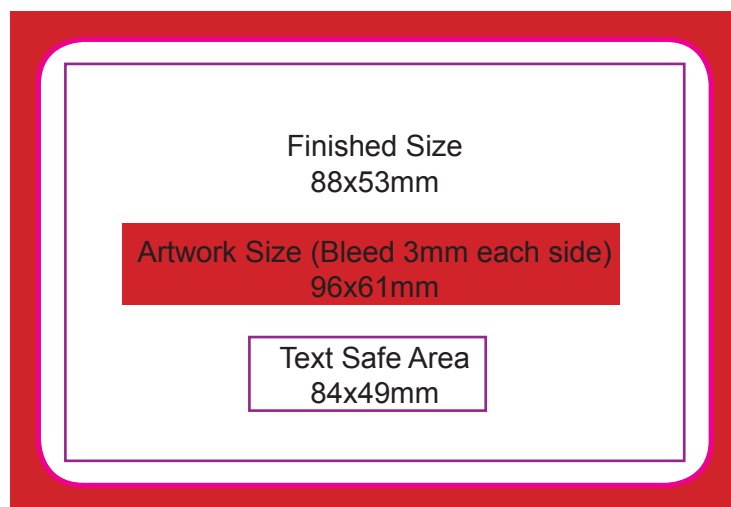 Finished Size
88x53mm
Artwork Size (Bleed 3mm each side)
96x61mm
Text Safe Area
84x49mm